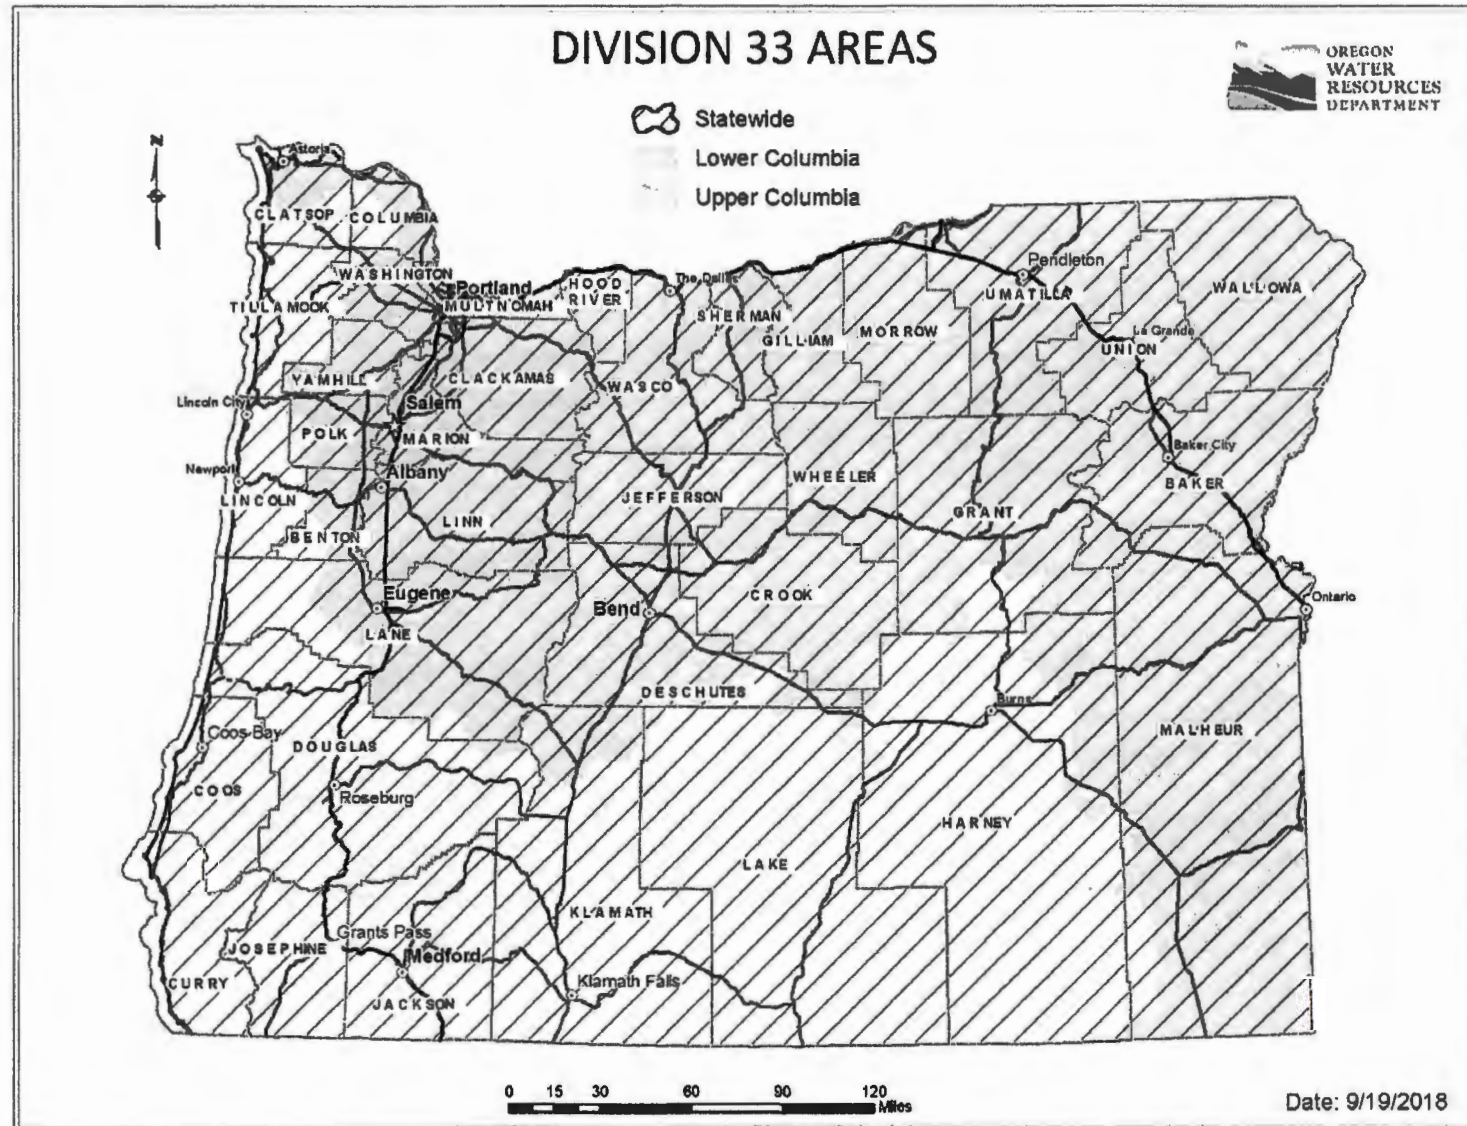 DIVISION 33 AREAS
OREGON
WATER
RESOURCES
DEPARTMENT
Statewide
Lower Columbia
Upper Columbia
N
Astoria
CLATSOP
COLUMBIA
WASHINGTON
Portland
MULTNOMAH
HOOD
RIVER
The Dalles
SHERMAN
GILLIAM
MORROW
Pendleton
UMATILLA
WALLOWA
La Grande
UNION
TILLAMOOK
YAMHILL
CLACKAMAS
WASCO
Lincoln City
Salem
POLK
MARION
Baker City
BAKER
Newport
LINCOLN
Albany
JEFFERSON
WHEELER
GRANT
LINN
BENTON
Eugene
LANE
Bend
CROOK
Ontario
DESCHUTES
Burns
MALHEUR
Coos Bay
DOUGLAS
COOS
Roseburg
HARNEY
LAKE
KLAMATH
Grants Pass
JOSEPHINE
Medford
CURRY
JACKSON
Klamath Falls
0 15 30 60 90 120
Miles
Date: 9/19/2018